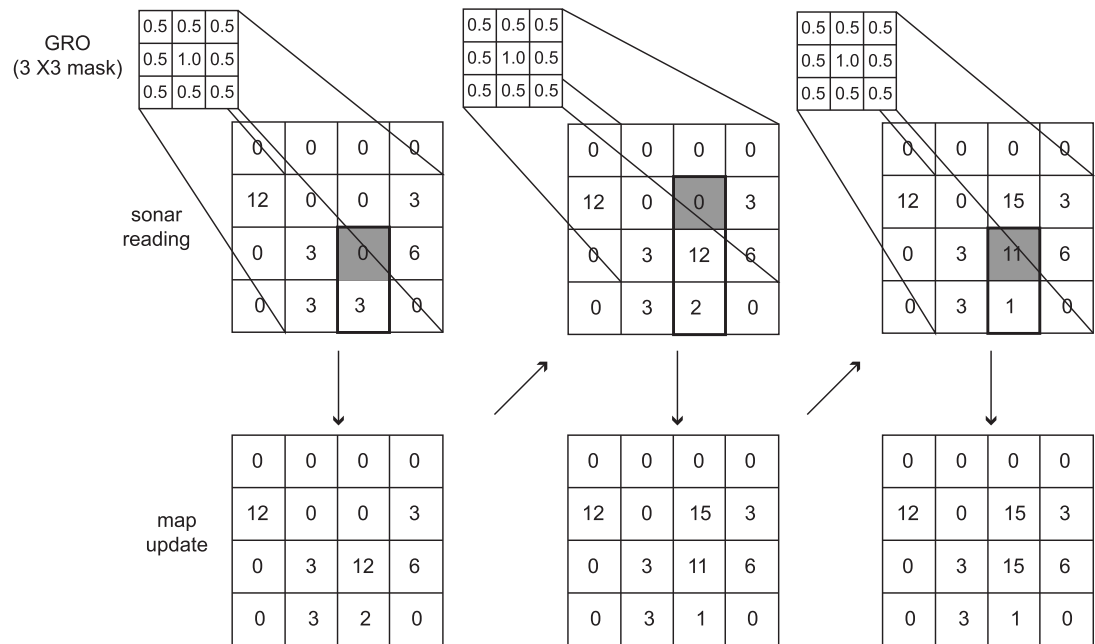 GRO
(3 X3 mask)
0.5 0.5 0.5
0.5 1.0 0.5
0.5 0.5 0.5
0.5 0.5 0.5
0.5 1.0 0.5
0.5 0.5 0.5
0.5 0.5 0.5
0.5 1.0 0.5
0.5 0.5 0.5
sonar
reading
0 0 0 0
12 0 0 3
0 3 0 6
0 3 3 0
0 0 0 0
12 0 0 3
0 3 12 6
0 3 2 0
0 0 0 0
12 0 15 3
0 3 11 6
0 3 1 0
map
update
0 0 0 0
12 0 0 3
0 3 12 6
0 3 2 0
0 0 0 0
12 0 15 3
0 3 11 6
0 3 1 0
0 0 0 0
12 0 15 3
0 3 15 6
0 3 1 0